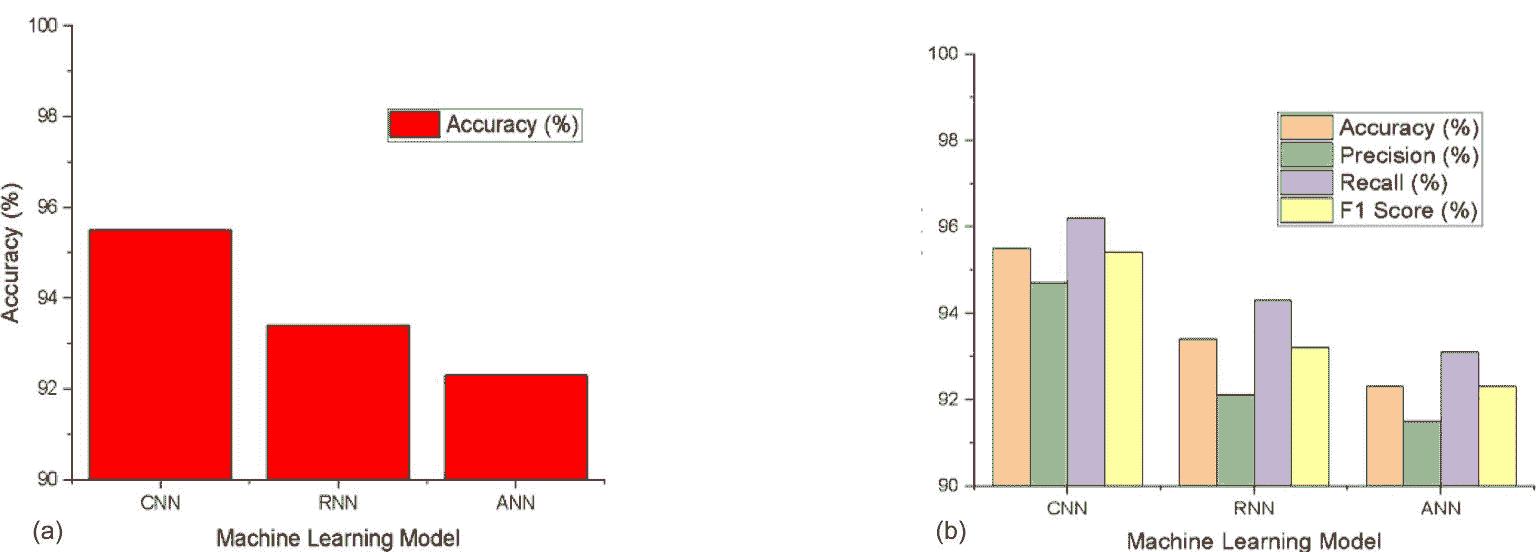 100
98
96
94
92
90
Accuracy (%)
Accuracy (%)
CNN RNN ANN
Machine Learning Model
(a)
100
98
96
94
92
90
Accuracy (%)
Precision (%)
Recall (%)
F1 Score (%)
CNN RNN ANN
Machine Learning Model
(b)